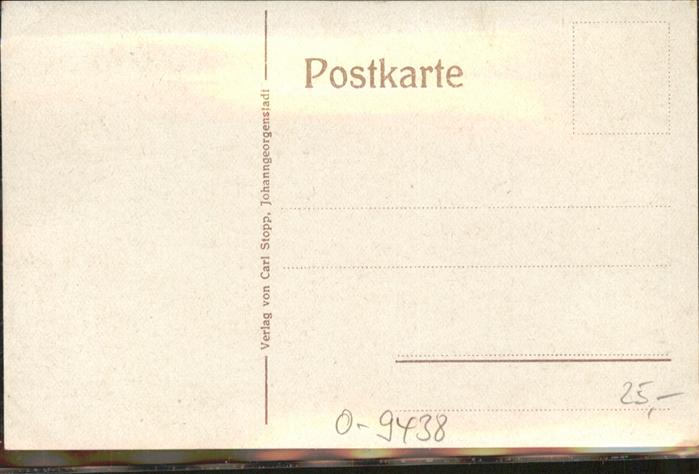 Postkarte
Verlag von Carl Stopp, Johanngeorgenstadt
25,-
0-9438